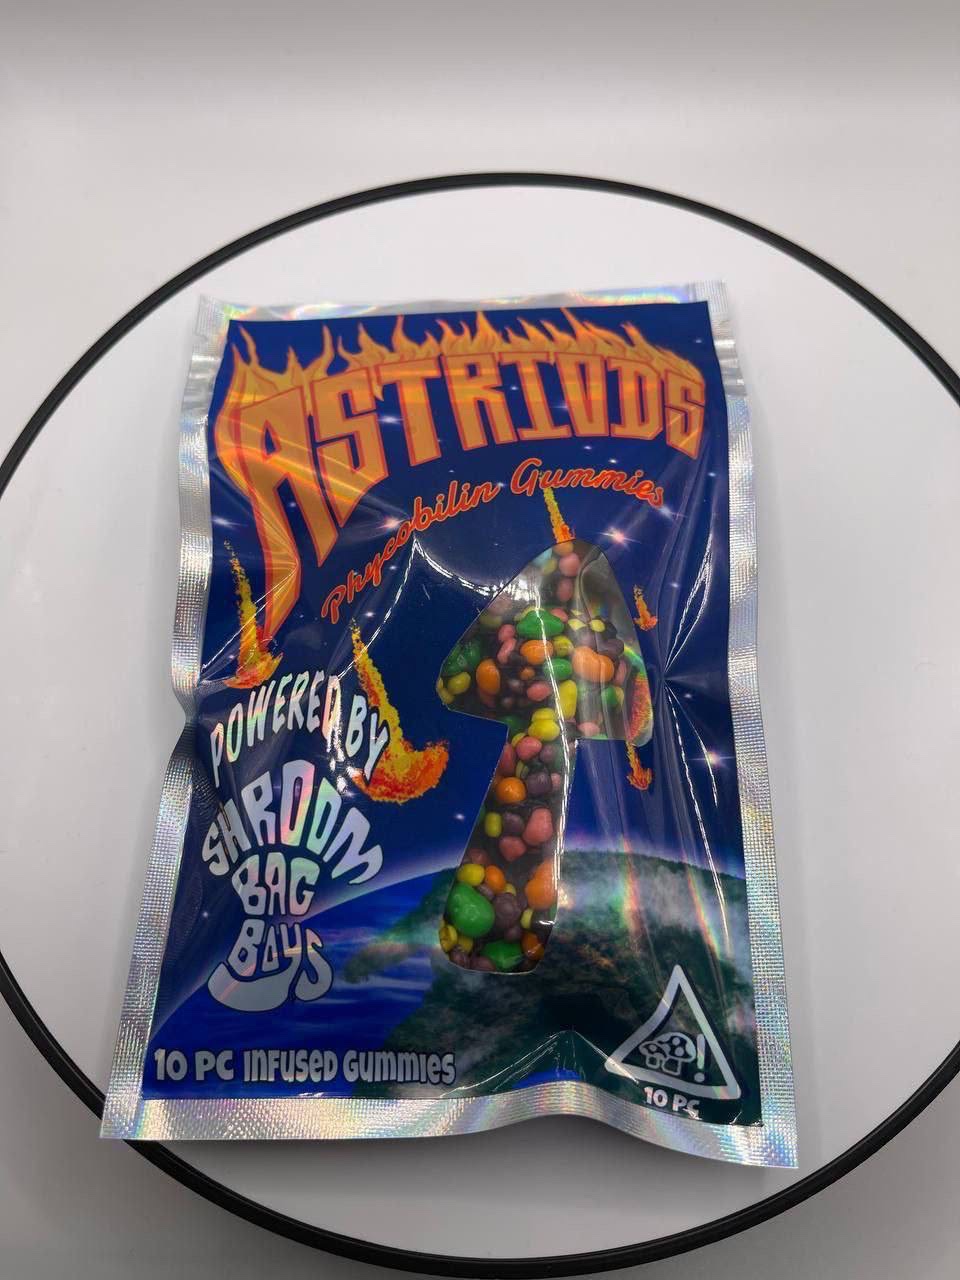 ASTRIODS
Phycobilin Gummies
POWERED BY
SHROOM
BAG
BOYS
10 PC INFUSED GUMMIES
!
10 PC